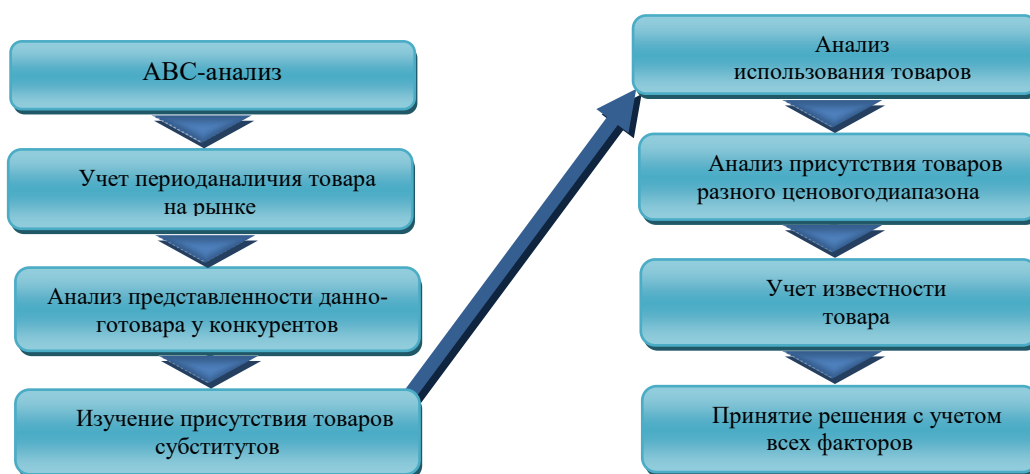 АВС-анализ
Учет периоданаличия товара
на рынке
Анализ представленности данно-
готовара у конкурентов
Изучение присутствия товаров
субститутов
Анализ
использования товаров
Анализ присутствия товаров
разного ценовогодиапазона
Учет известности
товара
Принятие решения с учетом
всех факторов